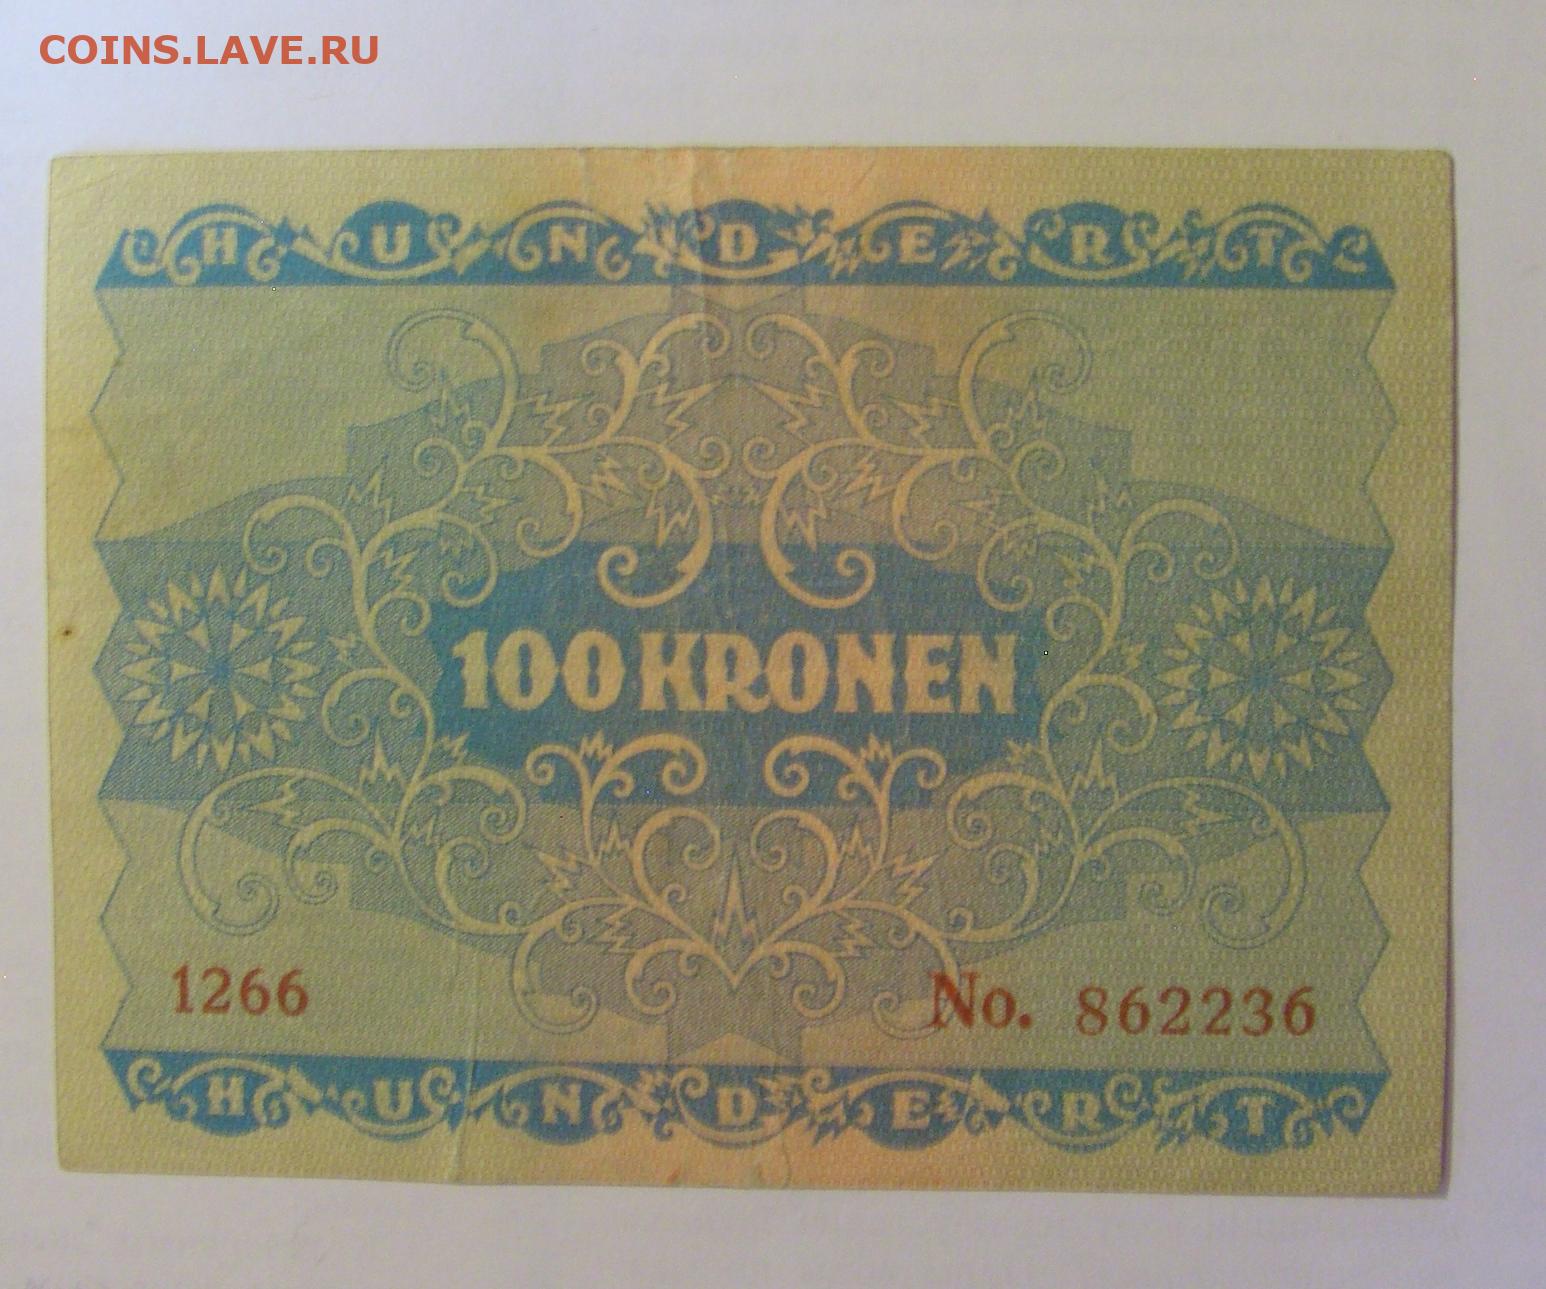 COINS.LAVE.RU
HUNDERT
100 KRONEN
1266 No. 862236
HUNDERT